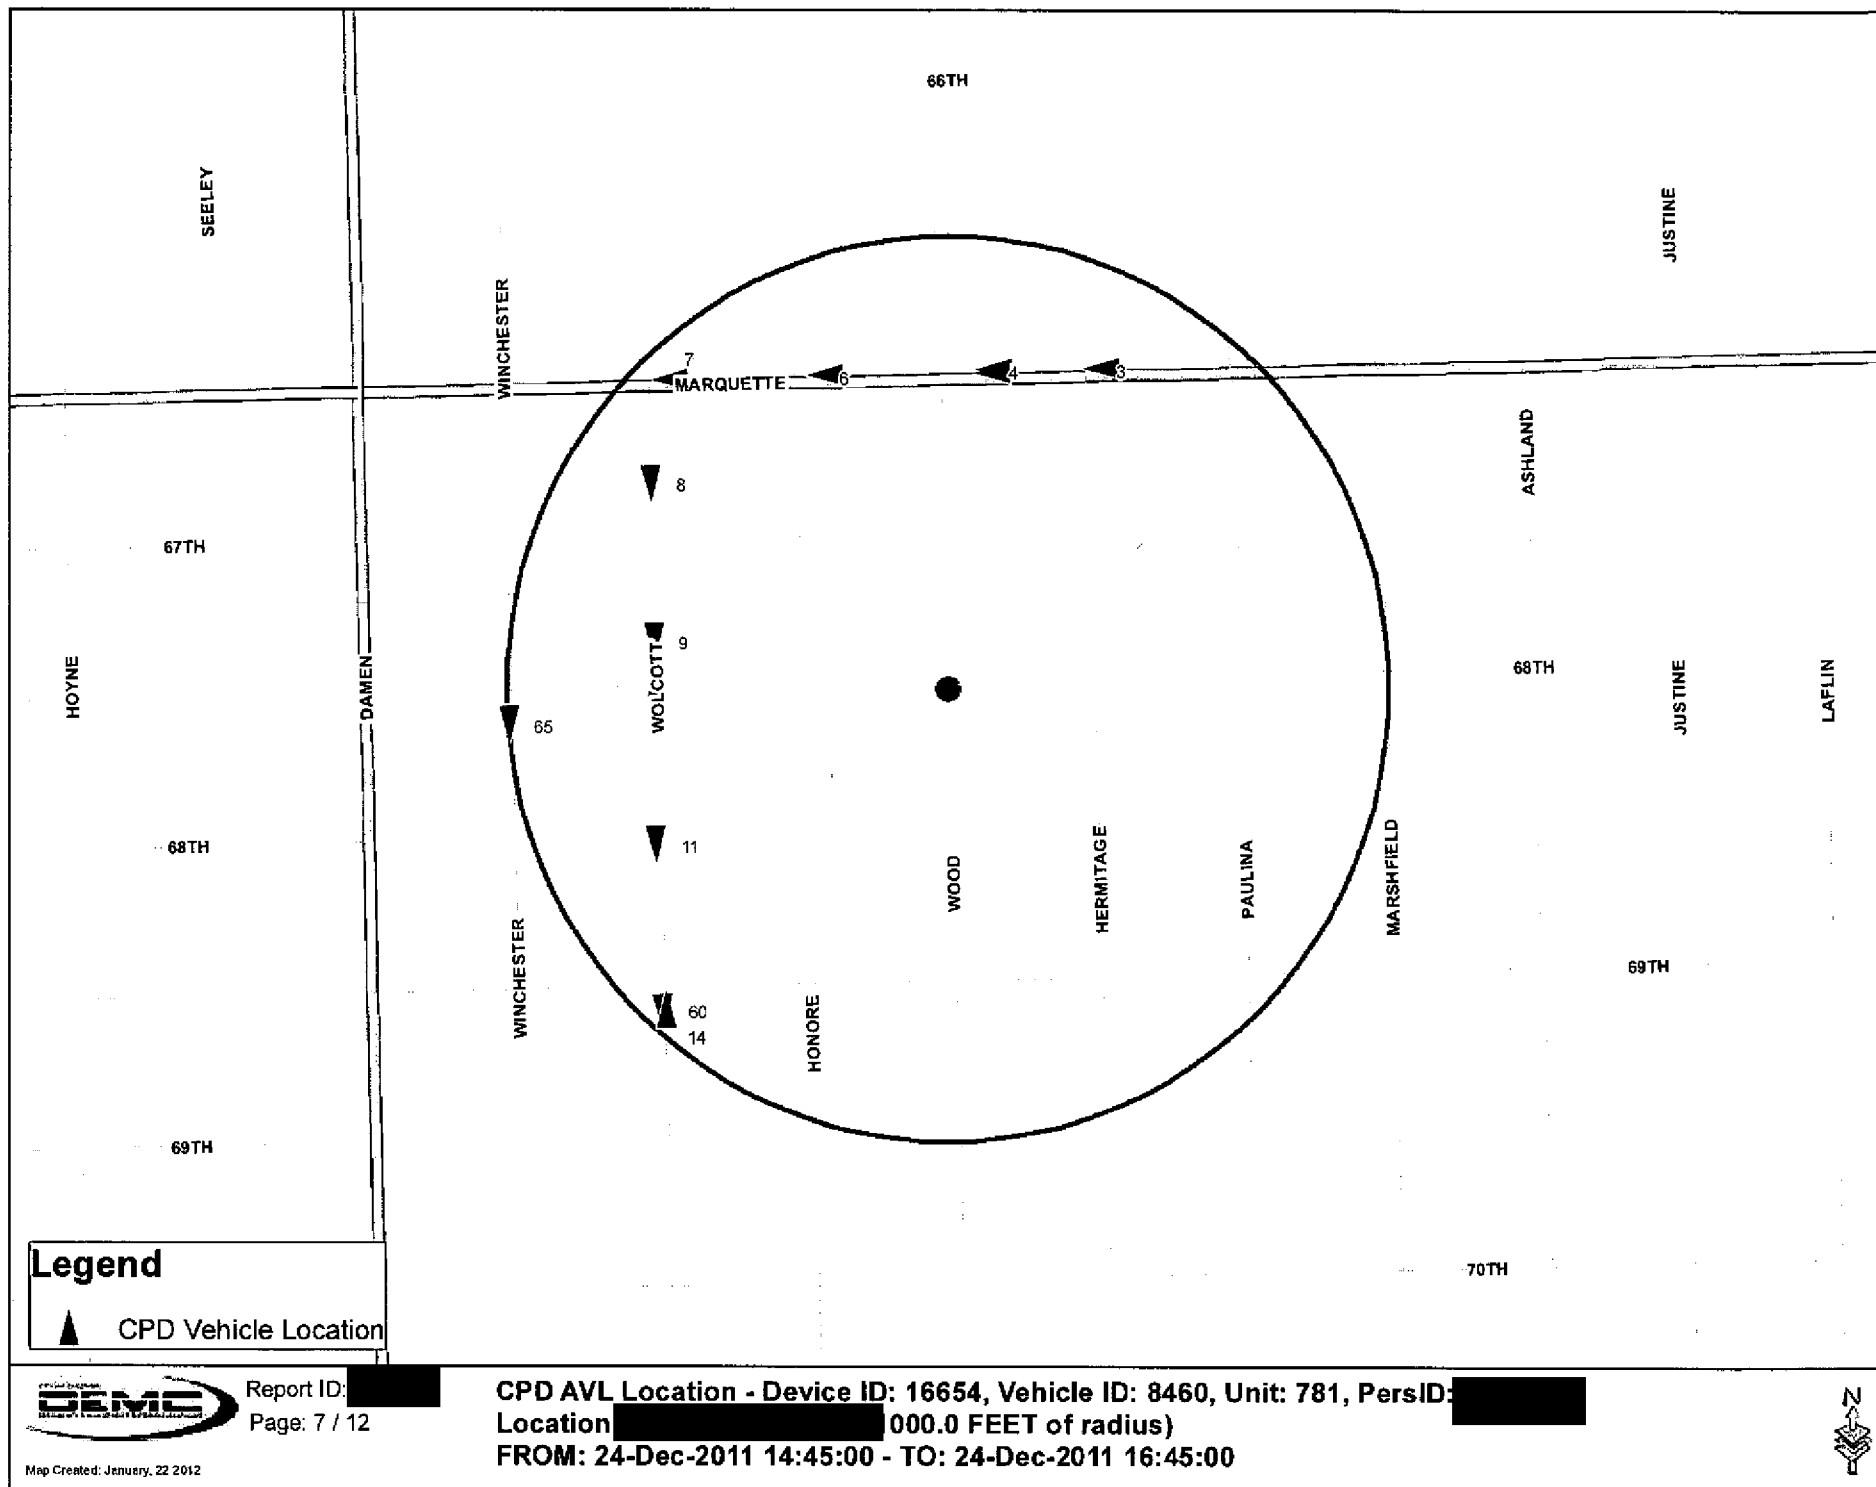 66TH
SEELEY
JUSTINE
WINCHESTER
7
MARQUETTE
6
4
3
ASHLAND
8
67TH
9
HOYNE
DAMEN
WOLCOTT
68TH
JUSTINE
LAFLIN
65
68TH
11
WOOD
HERMITAGE
PAULINA
MARSHFIELD
WINCHESTER
69TH
60
14
HONORE
69TH
70TH
Legend
CPD Vehicle Location
OEMC
Report ID:
Page: 7 / 12
Map Created: January, 22 2012
CPD AVL Location - Device ID: 16654, Vehicle ID: 8460, Unit: 781, PersID:
Location 000.0 FEET of radius)
FROM: 24-Dec-2011 14:45:00 - TO: 24-Dec-2011 16:45:00
N